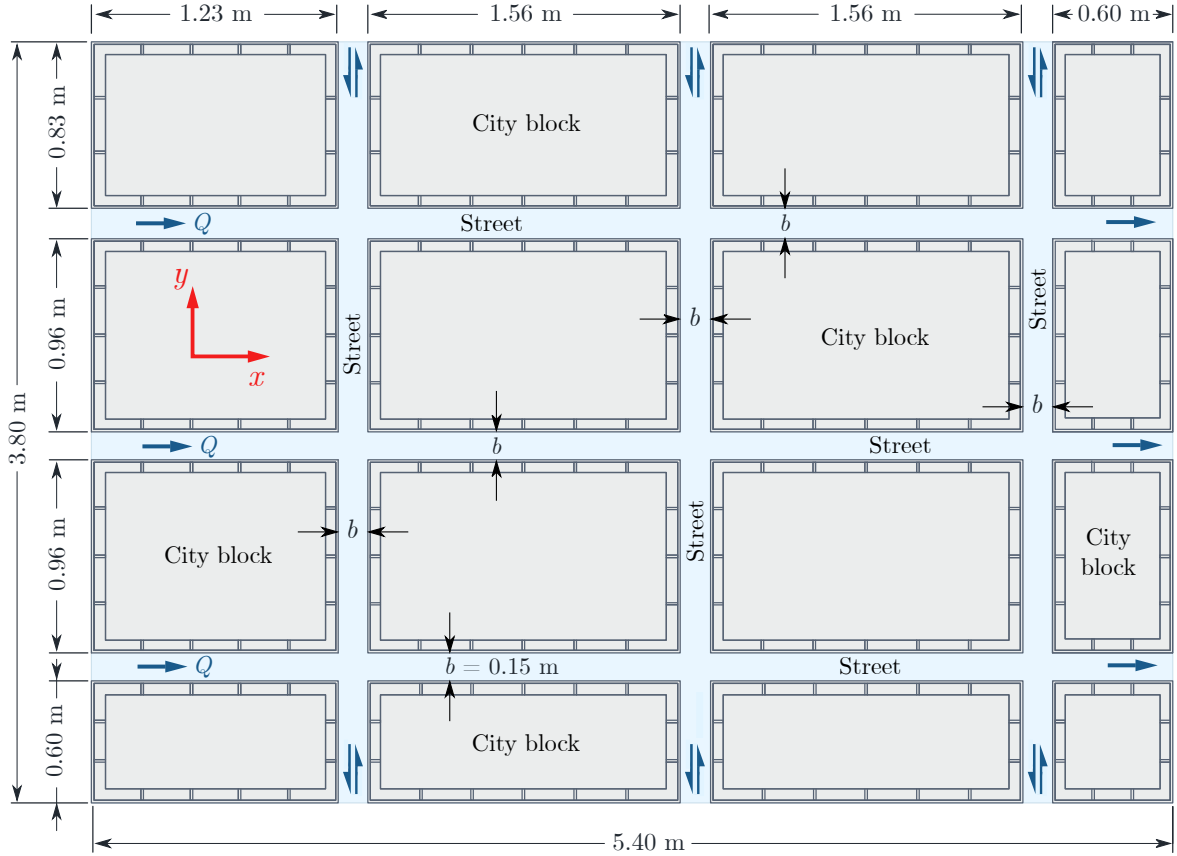 1.23 m
1.56 m
1.56 m
0.60 m
0.83 m
City block
Q
Street
b
y
x
0.96 m
Street
b
City block
Street
b
3.80 m
Q
b
Street
City block
b
0.96 m
Street
City
block
Q
b = 0.15 m
Street
0.60 m
City block
5.40 m